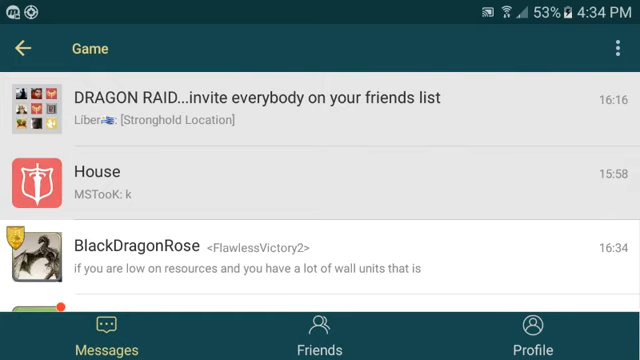 53% 4:34 PM
Game
DRAGON RAID...invite everybody on your friends list
16:16
Liber🇬🇷: [Stronghold Location]
House
15:58
MSTooK: k
BlackDragonRose <FlawlessVictory2>
16:34
if you are low on resources and you have a lot of wall units that is
Messages
Friends
Profile